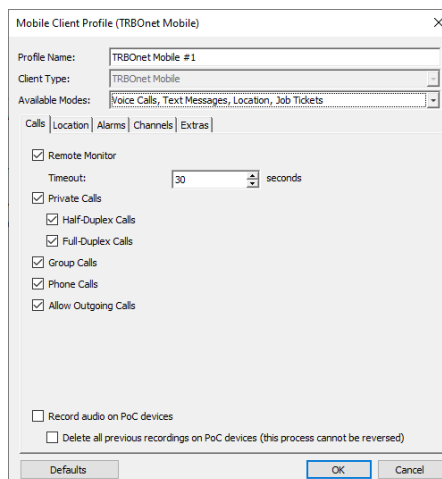 Mobile Client Profile (TRBOnet Mobile)
Profile Name: TRBOnet Mobile #1
Client Type: TRBOnet Mobile
Available Modes: Voice Calls, Text Messages, Location, Job Tickets
Calls Location Alarms Channels Extras
Remote Monitor
Timeout: 30 seconds
Private Calls
Half-Duplex Calls
Full-Duplex Calls
Group Calls
Phone Calls
Allow Outgoing Calls
Record audio on PoC devices
Delete all previous recordings on PoC devices (this process cannot be reversed)
Defaults OK Cancel